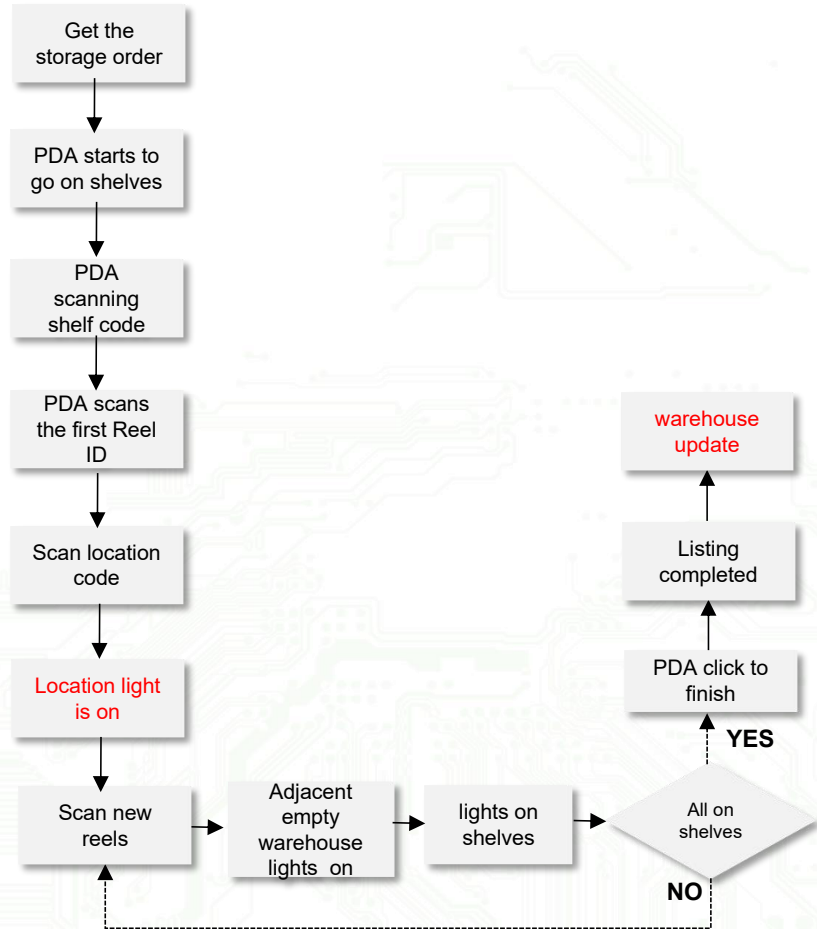 Get the
storage order
PDA starts to
go on shelves
PDA
scanning
shelf code
PDA scans
the first Reel
ID
Scan location
code
Location light
is on
Scan new
reels
Adjacent
empty
warehouse
lights on
lights on
shelves
All on
shelves
NO
YES
PDA click to
finish
Listing
completed
warehouse
update